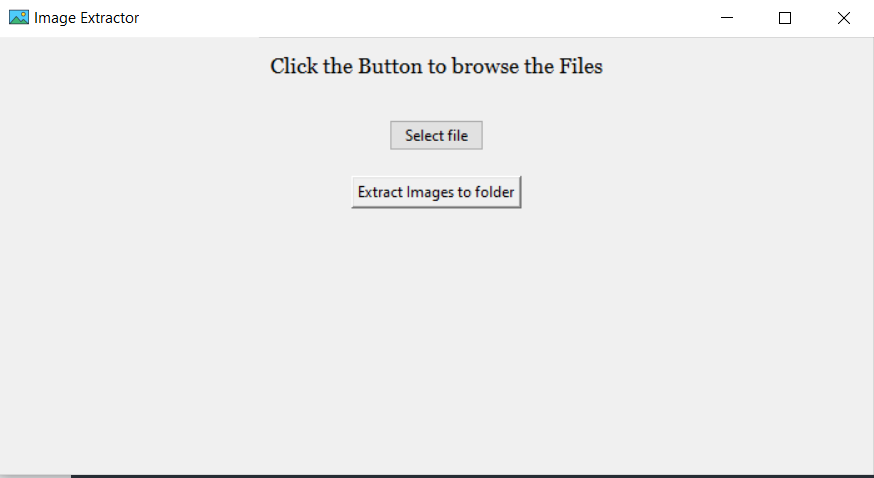 Image Extractor
Click the Button to browse the Files
Select file
Extract Images to folder